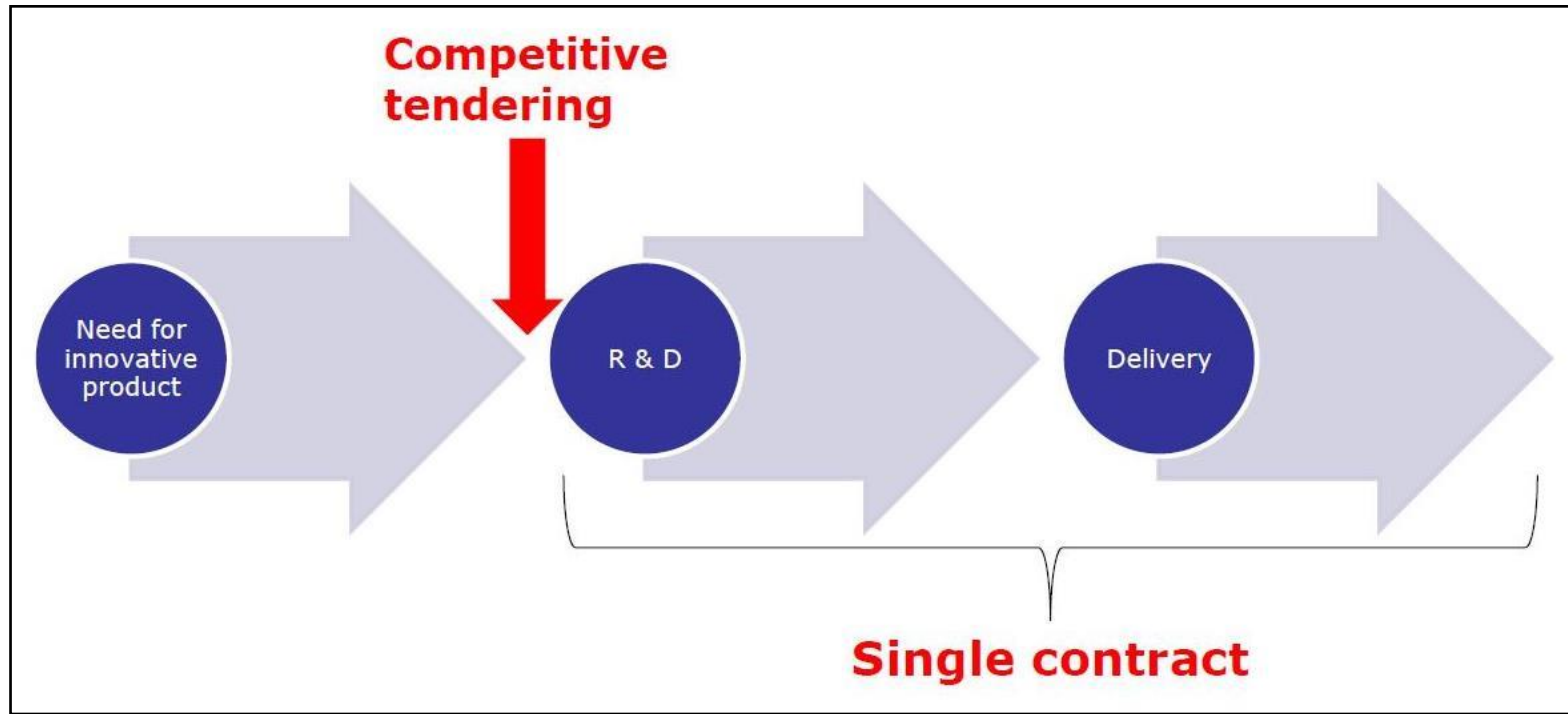 Competitive
tendering
Need for
innovative
product
R & D
Delivery
Single contract